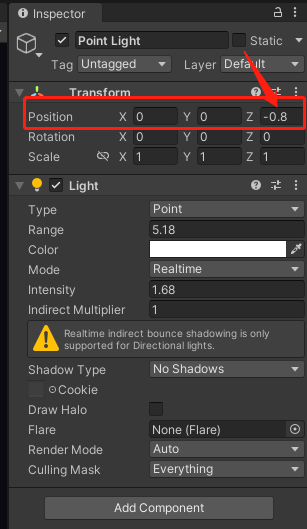 Inspector
Point Light Static
Tag Untagged Layer Default
Transform
Position X 0 Y 0 Z -0.8
Rotation X 0 Y 0 Z 0
Scale X 1 Y 1 Z 1
Light
Type Point
Range 5.18
Color
Mode Realtime
Intensity 1.68
Indirect Multiplier 1
Realtime indirect bounce shadowing is only
supported for Directional lights.
Shadow Type No Shadows
Cookie
Draw Halo
Flare None (Flare)
Render Mode Auto
Culling Mask Everything
Add Component